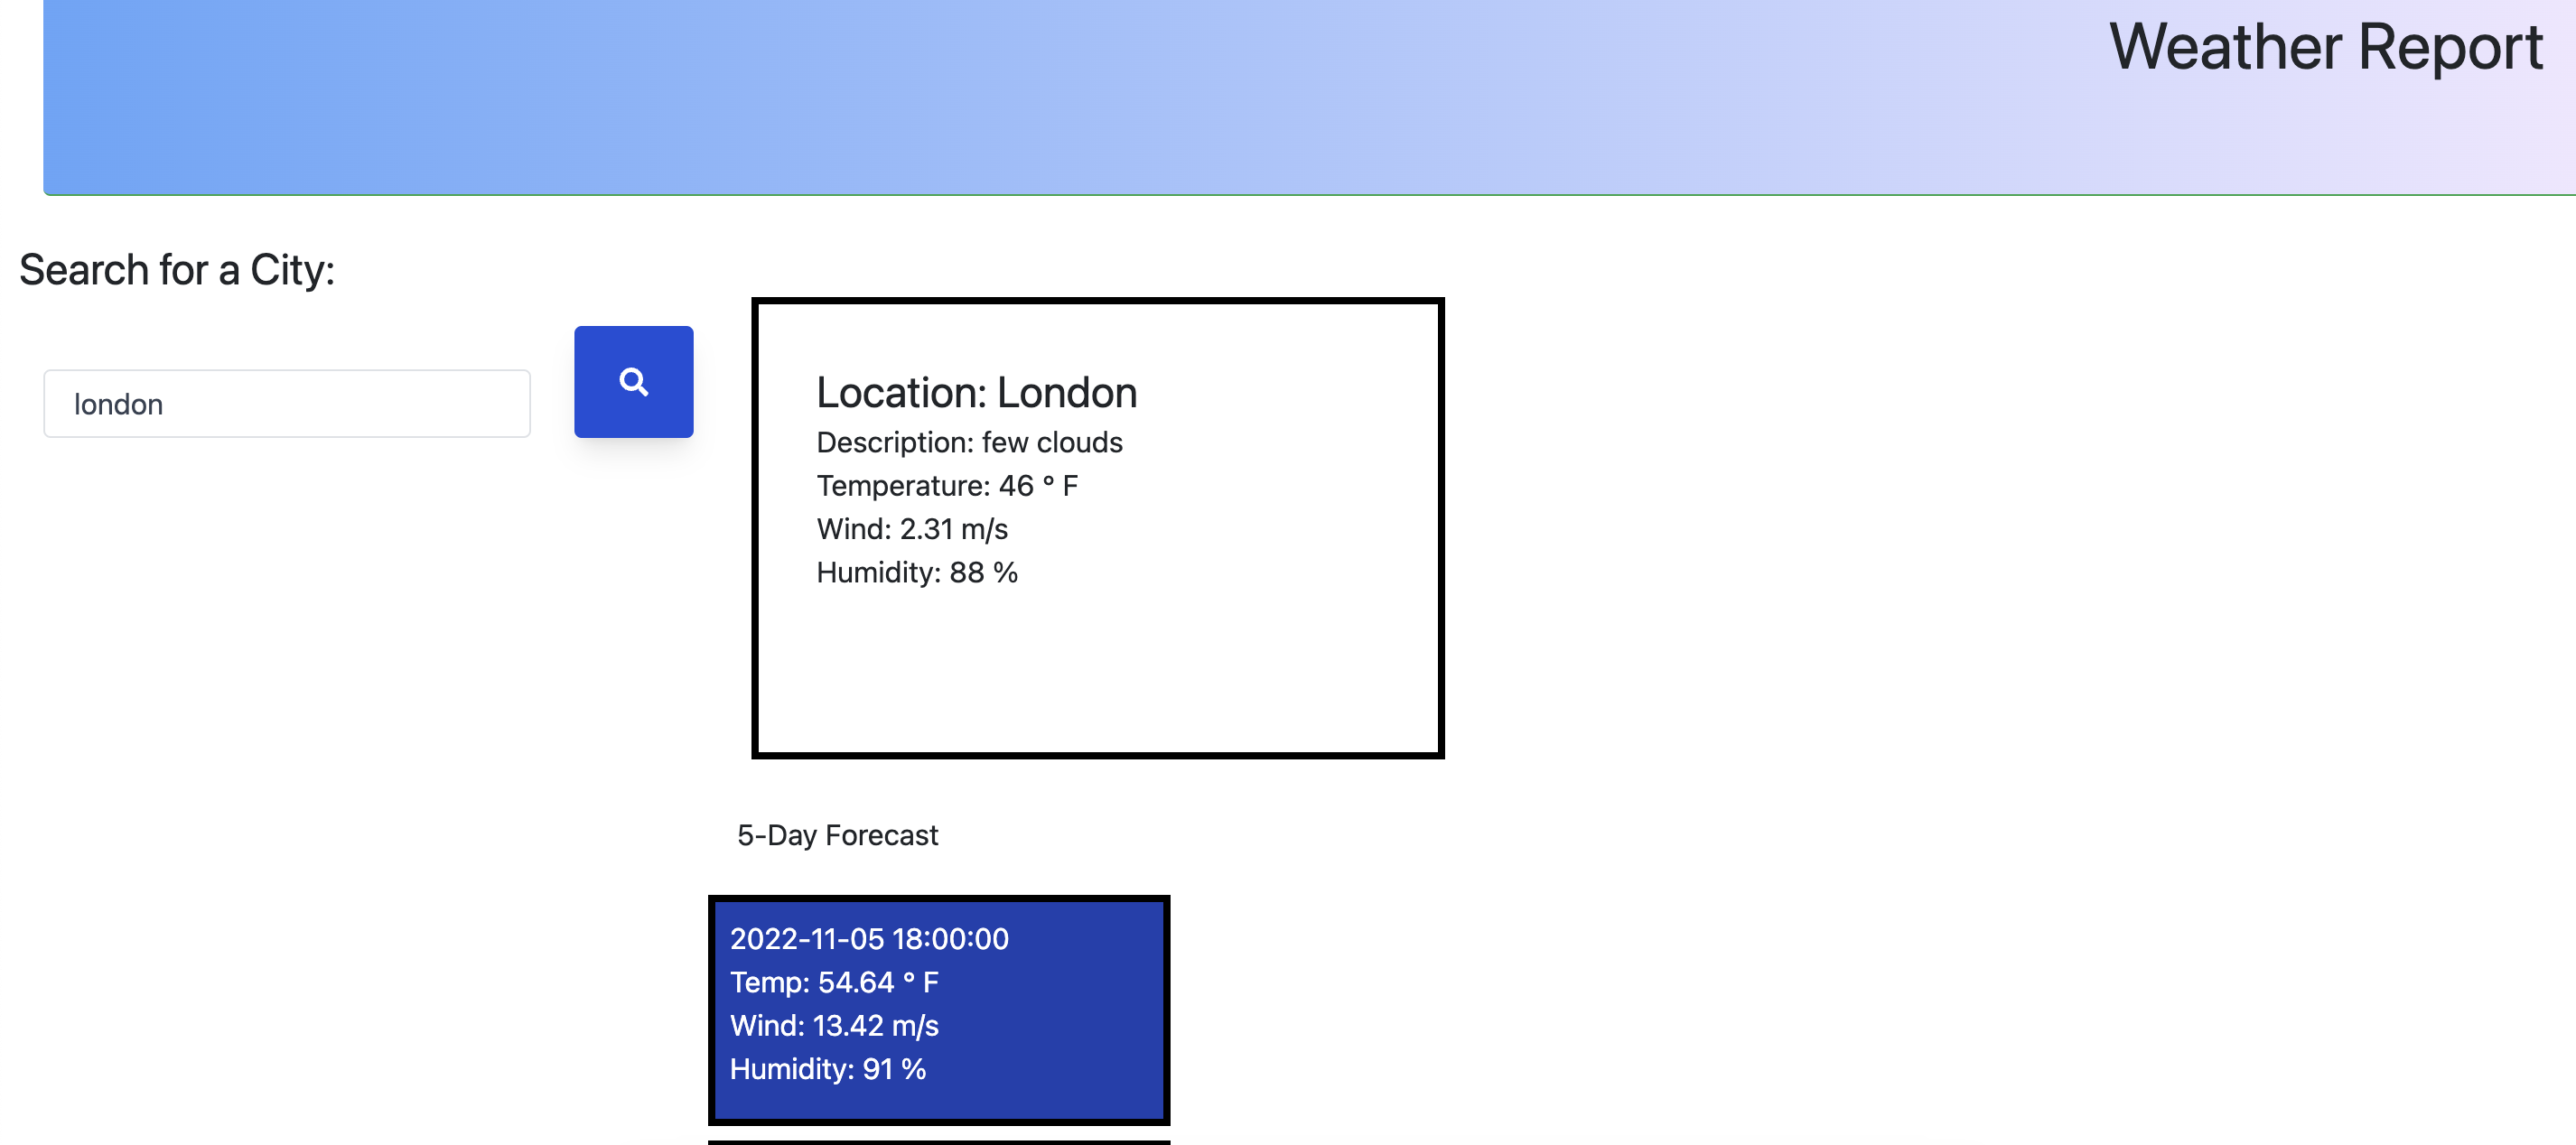 Weather Report
Search for a City:
london
Location: London
Description: few clouds
Temperature: 46 ° F
Wind: 2.31 m/s
Humidity: 88 %
5-Day Forecast
2022-11-05 18:00:00
Temp: 54.64 ° F
Wind: 13.42 m/s
Humidity: 91 %